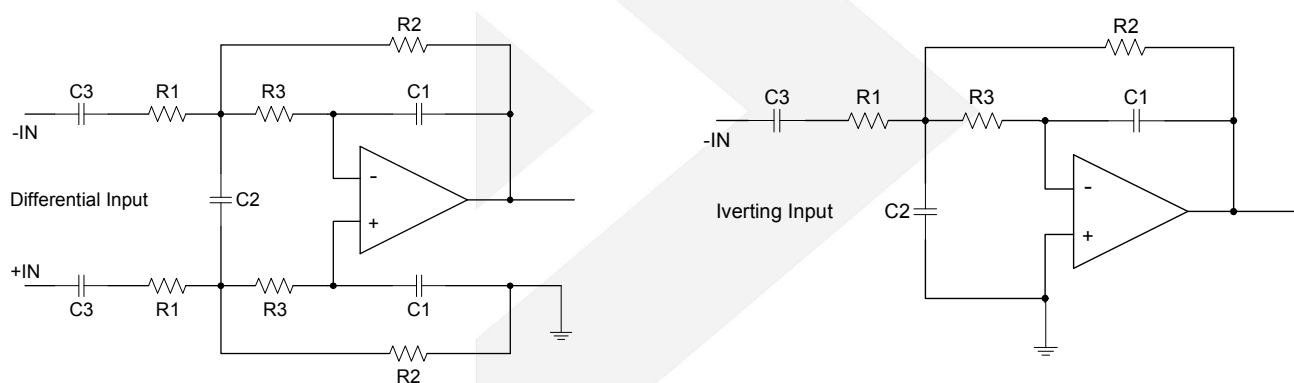 R2
C3 R1 R3 C1
-IN
-
Differential Input
C2
+
+IN
C3 R1 R3 C1
R2
R2
C3 R1 R3 C1
-IN
-
Iverting Input
C2
+